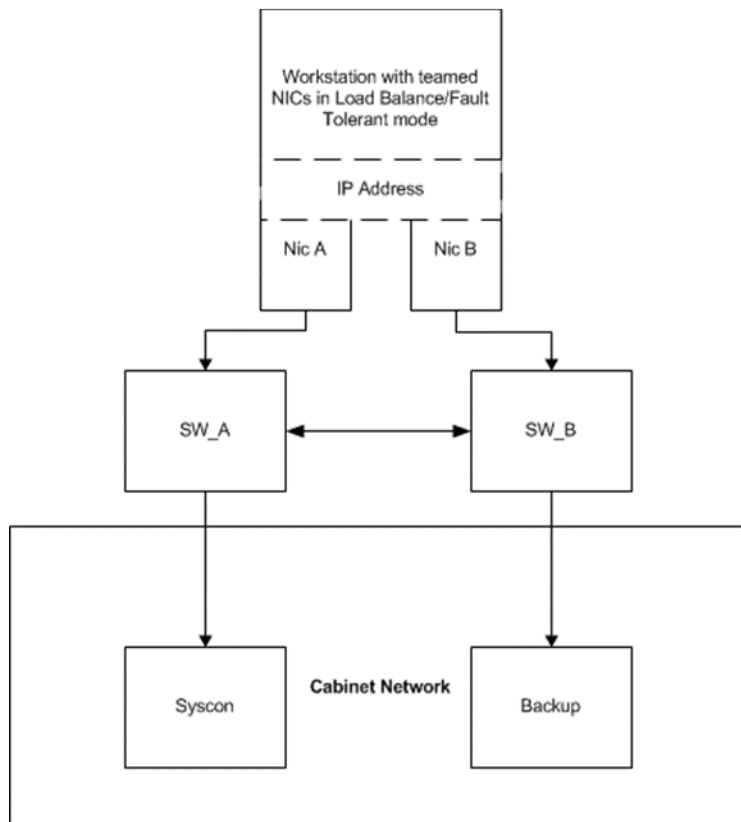 Workstation with teamed
NICs in Load Balance/Fault
Tolerant mode
IP Address
Nic A
Nic B
SW_A
SW_B
Syscon
Cabinet Network
Backup